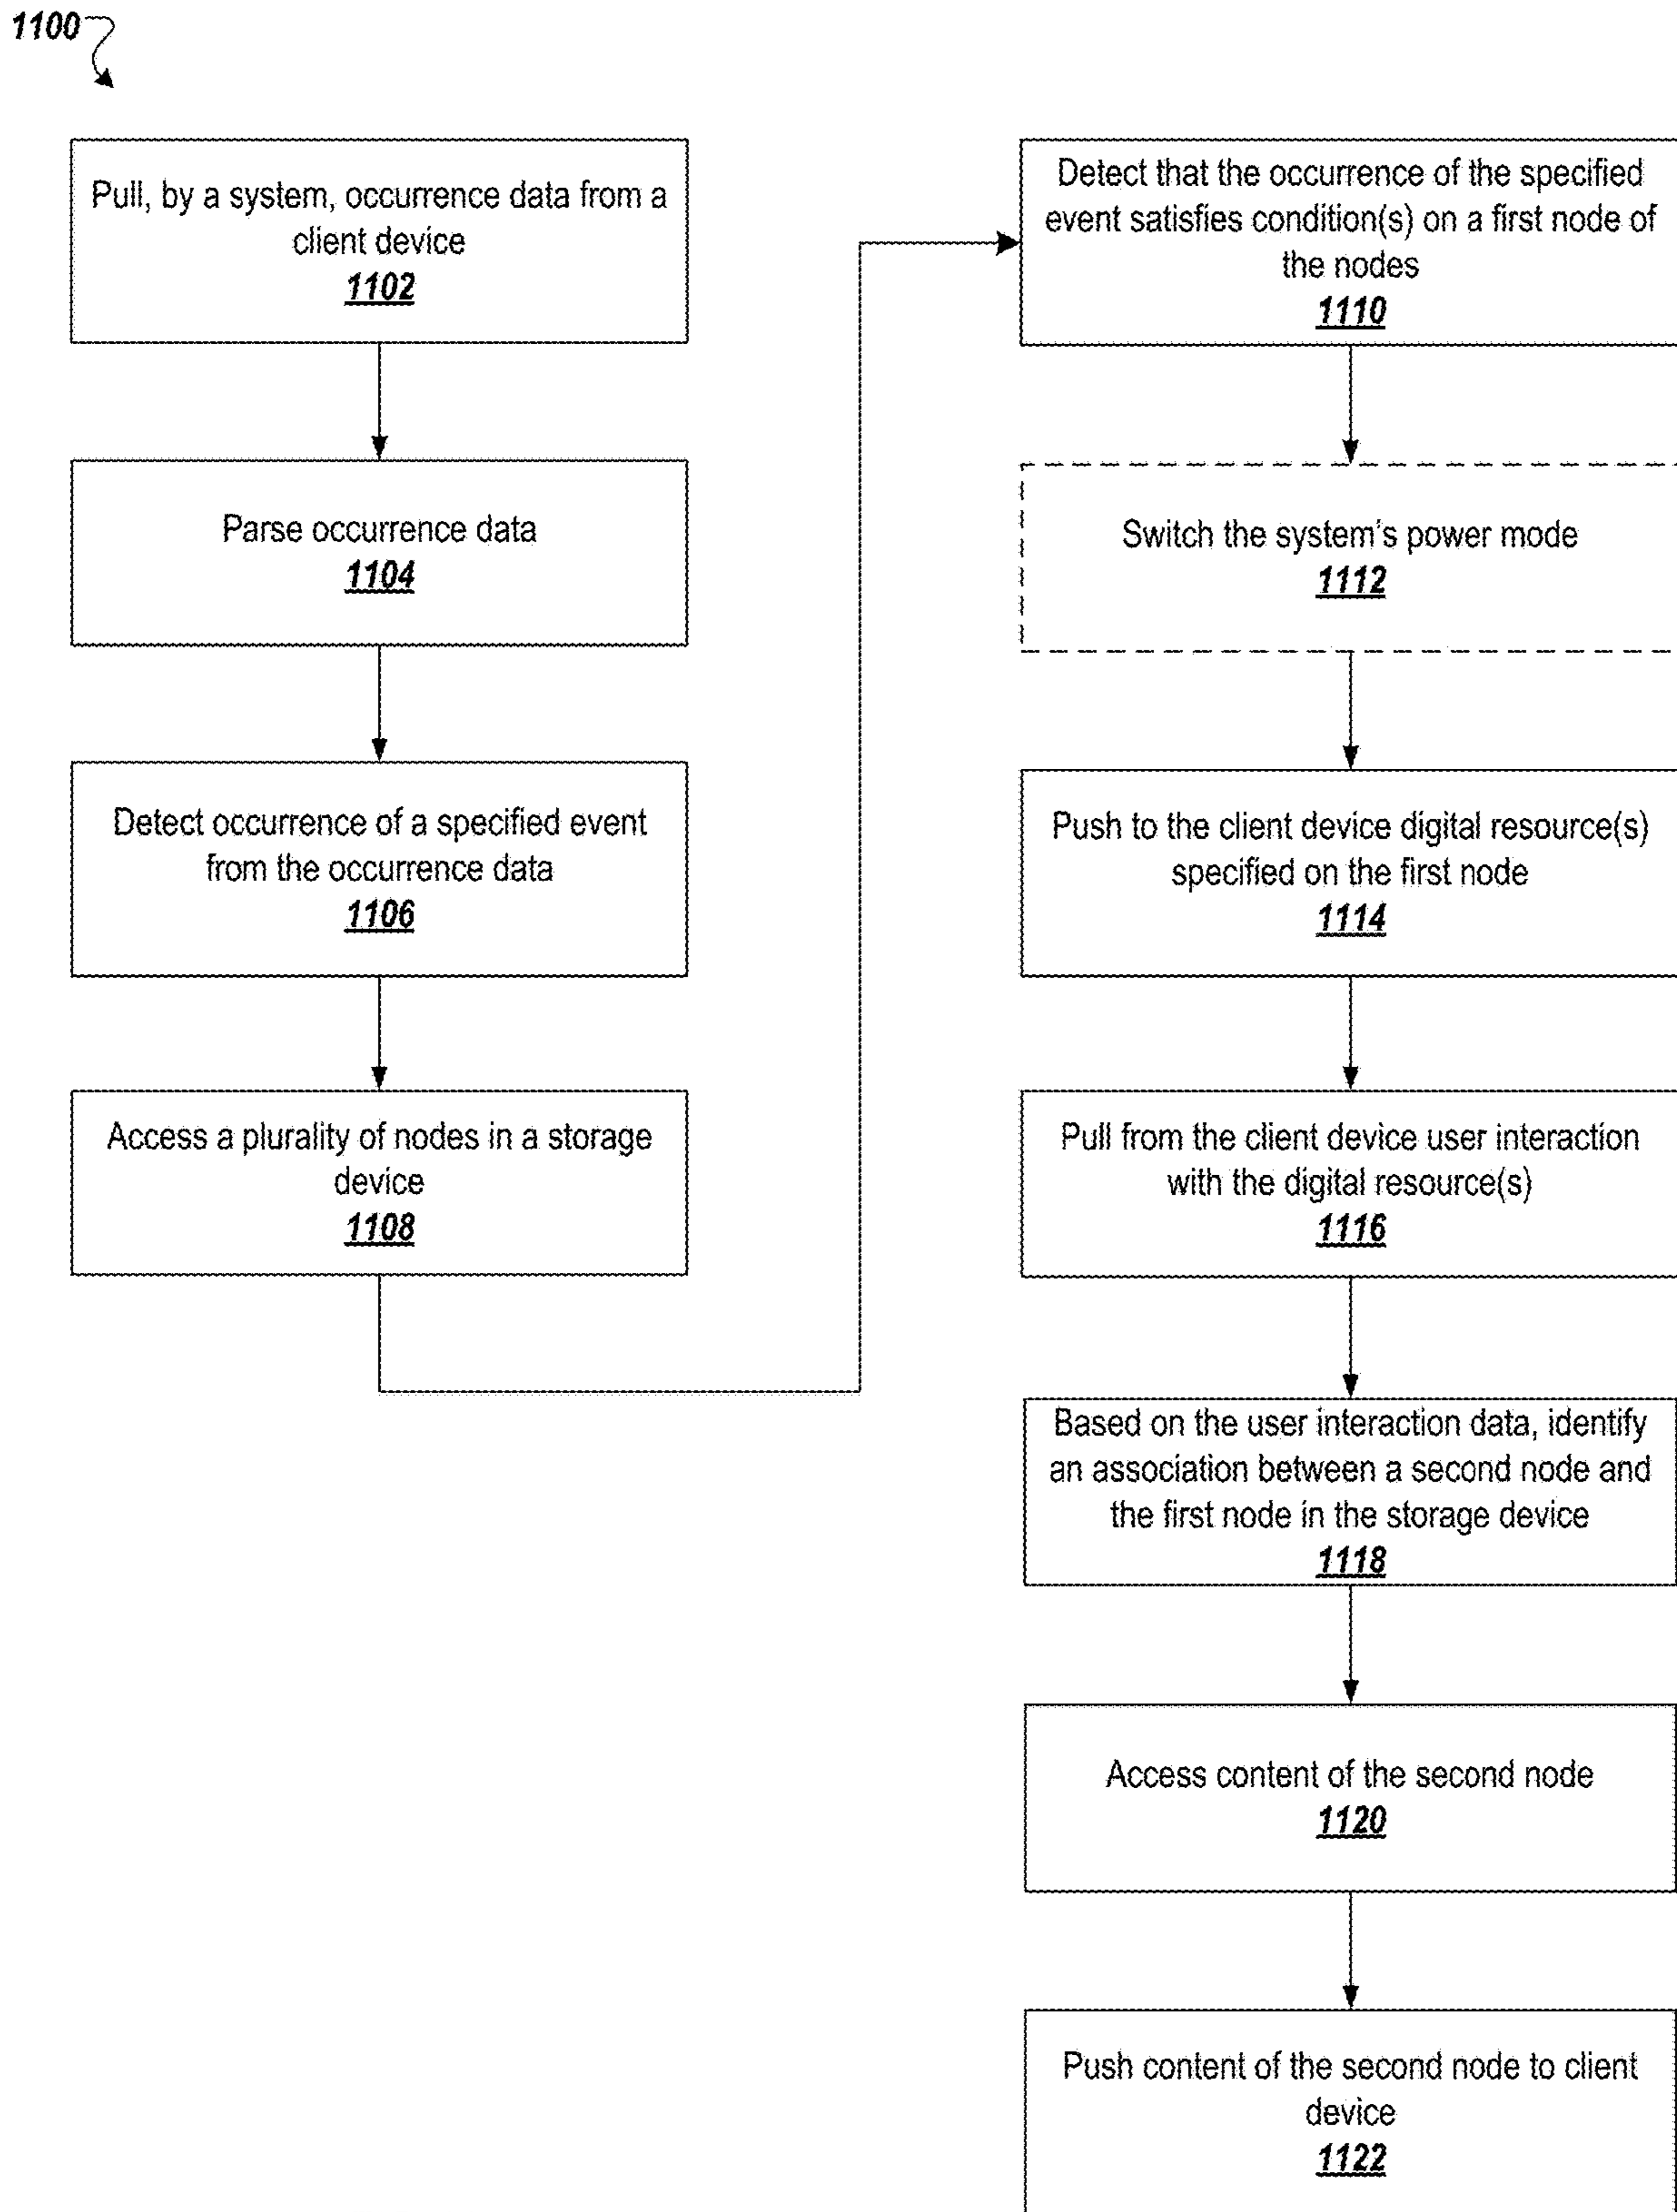 1100
Pull, by a system, occurrence data from a
client device
1102
Parse occurrence data
1104
Detect occurrence of a specified event
from the occurrence data
1106
Access a plurality of nodes in a storage
device
1108
Detect that the occurrence of the specified
event satisfies condition(s) on a first node of
the nodes
1110
Switch the system's power mode
1112
Push to the client device digital resource(s)
specified on the first node
1114
Pull from the client device user interaction
with the digital resource(s)
1116
Based on the user interaction data, identify
an association between a second node and
the first node in the storage device
1118
Access content of the second node
1120
Push content of the second node to client
device
1122